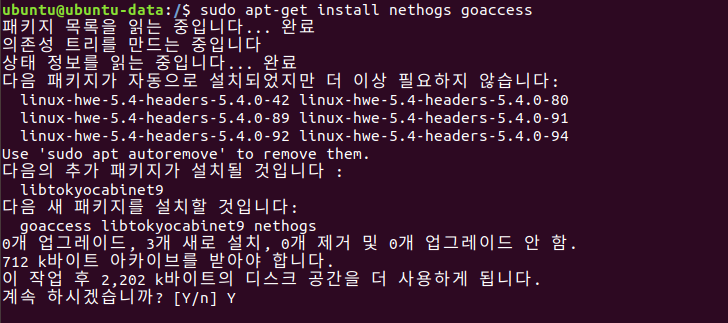 ubuntu@ubuntu-data:/$ sudo apt-get install nethogs goaccess
패키지 목록을 읽는 중입니다... 완료
의존성 트리를 만드는 중입니다
상태 정보를 읽는 중입니다... 완료
다음 패키지가 자동으로 설치되었지만 더 이상 필요하지 않습니다:
  linux-hwe-5.4-headers-5.4.0-42 linux-hwe-5.4-headers-5.4.0-80
  linux-hwe-5.4-headers-5.4.0-89 linux-hwe-5.4-headers-5.4.0-91
  linux-hwe-5.4-headers-5.4.0-92 linux-hwe-5.4-headers-5.4.0-94
Use 'sudo apt autoremove' to remove them.
다음의 추가 패키지가 설치될 것입니다 :
  libtokyocabinet9
다음 새 패키지를 설치할 것입니다:
  goaccess libtokyocabinet9 nethogs
0개 업그레이드, 3개 새로 설치, 0개 제거 및 0개 업그레이드 안 함.
712 k바이트 아카이브를 받아야 합니다.
이 작업 후 2,202 k바이트의 디스크 공간을 더 사용하게 됩니다.
계속 하시겠습니까? [Y/n] Y